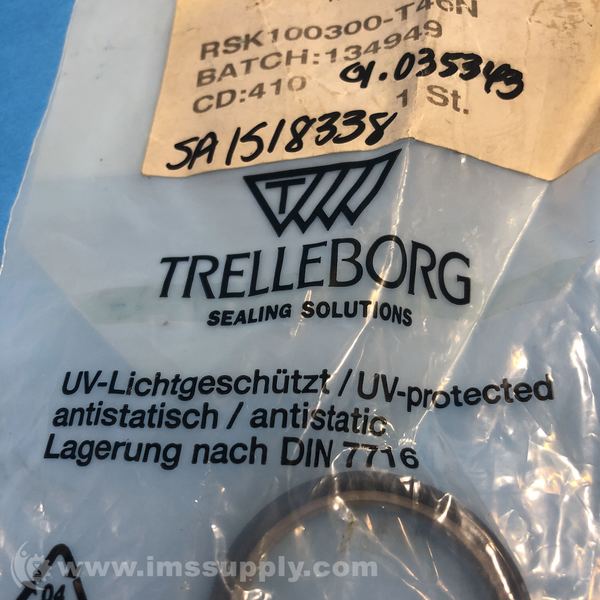 RSK100300-T46N
BATCH:134949
CD:410 01.035343
1 St.
SA1518338
T
TRELLEBORG
SEALING SOLUTIONS
UV-Lichtgeschützt / UV-protected
antistatisch / antistatic
Lagerung nach DIN 7716
04
www.imssupply.com